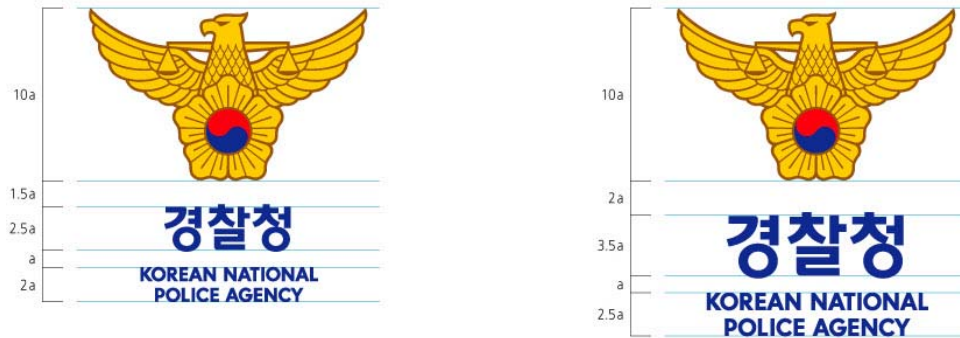 10a
1.5a
2.5a
a
2a
경찰청
KOREAN NATIONAL
POLICE AGENCY
10a
2a
3.5a
a
2.5a
경찰청
KOREAN NATIONAL
POLICE AGENCY